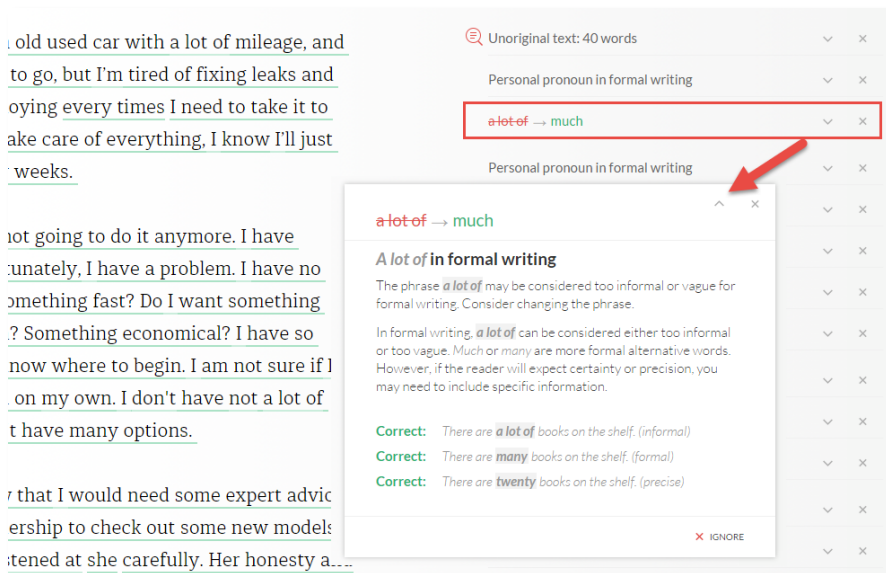 old used car with a lot of mileage, and
to go, but I'm tired of fixing leaks and
oying every times I need to take it to
ake care of everything, I know I'll just
weeks.
not going to do it anymore. I have
tunately, I have a problem. I have no
omething fast? Do I want something
? Something economical? I have so
now where to begin. I am not sure if I
on my own. I don't have not a lot of
t have many options.
y that I would need some expert advic
ership to check out some new models
stened at she carefully. Her honesty a
Unoriginal text: 40 words
Personal pronoun in formal writing
a lot of → much
Personal pronoun in formal writing
a lot of → much
A lot of in formal writing
The phrase a lot of may be considered too informal or vague for
formal writing. Consider changing the phrase.
In formal writing, a lot of can be considered either too informal
or too vague. Much or many are more formal alternative words.
However, if the reader will expect certainty or precision, you
may need to include specific information.
Correct: There are a lot of books on the shelf. (informal)
Correct: There are many books on the shelf. (formal)
Correct: There are twenty books on the shelf. (precise)
IGNORE